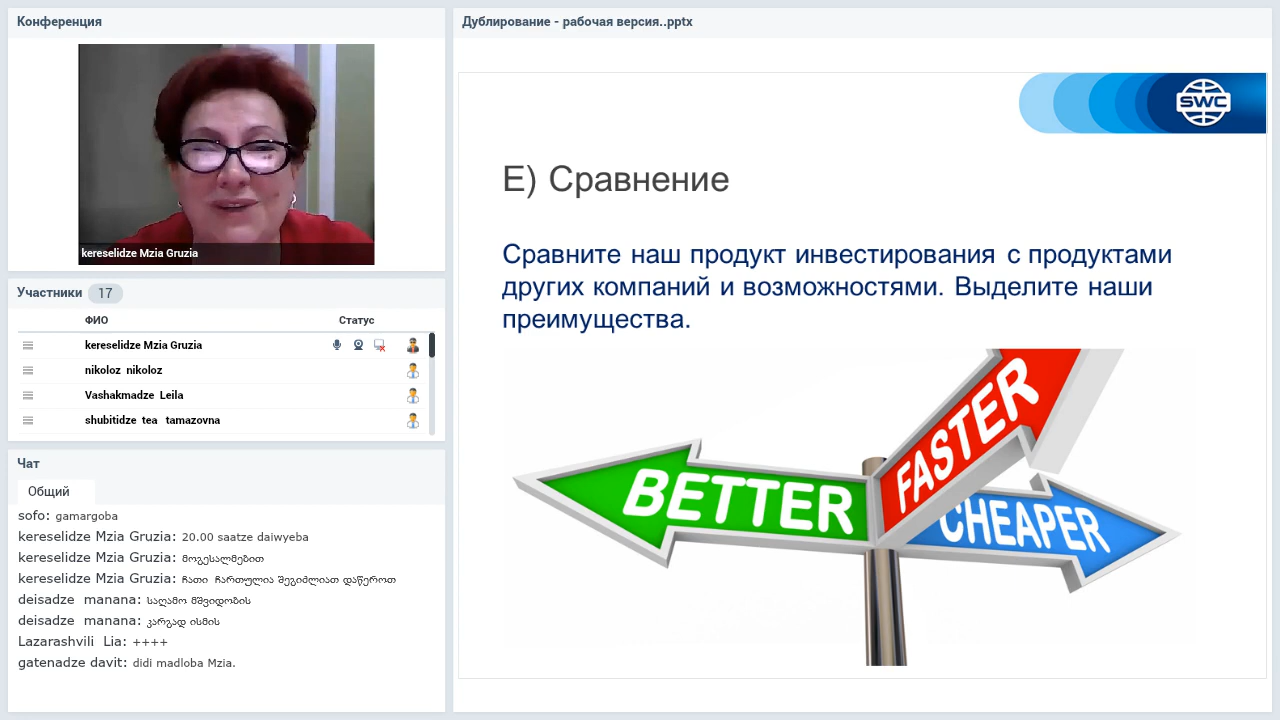 Конференция
kereselidze Mzia Gruzia
Участники 17
ФИО Статус
kereselidze Mzia Gruzia
nikoloz nikoloz
Vashakmadze Leila
shubitidze tea tamazovna
Чат
Общий
sofo: gamargoba
kereselidze Mzia Gruzia: 20.00 saatze daiwyeba
kereselidze Mzia Gruzia: მოგესალმებით
kereselidze Mzia Gruzia: ჩათი ჩართულია შეგიძლიათ დაწეროთ
deisadze manana: საღამო მშვიდობის
deisadze manana: კარგად ისმის
Lazarashvili Lia: ++++
gatenadze davit: didi madloba Mzia.
Дублирование - рабочая версия..pptx
SWC
Е) Сравнение
Сравните наш продукт инвестирования с продуктами
других компаний и возможностями. Выделите наши
преимущества.
FASTER
BETTER
CHEAPER